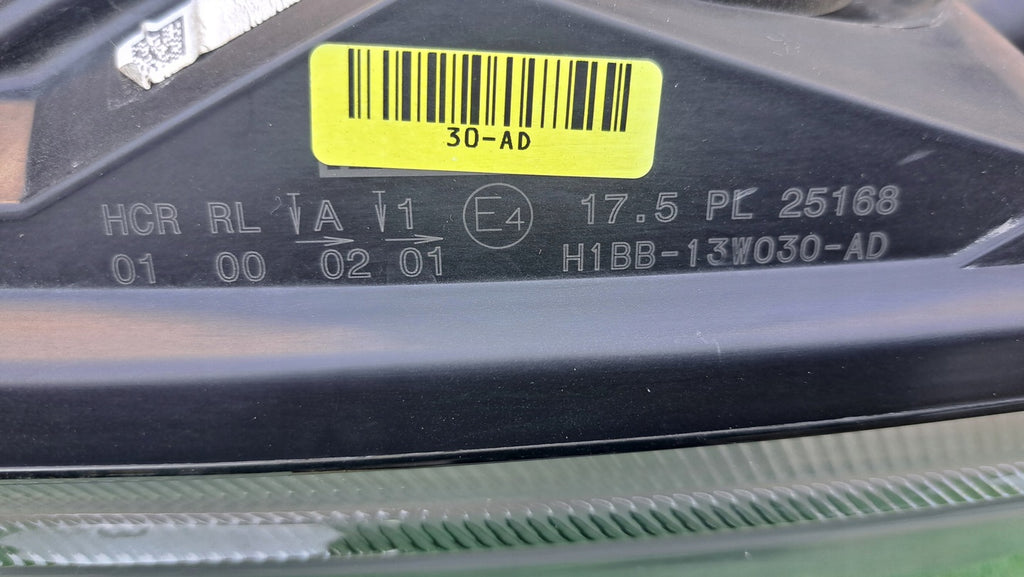 30-AD
HCR RL A 1 E4 17.5 PL 25168
01 00 02 01 H1BB-13W030-AD